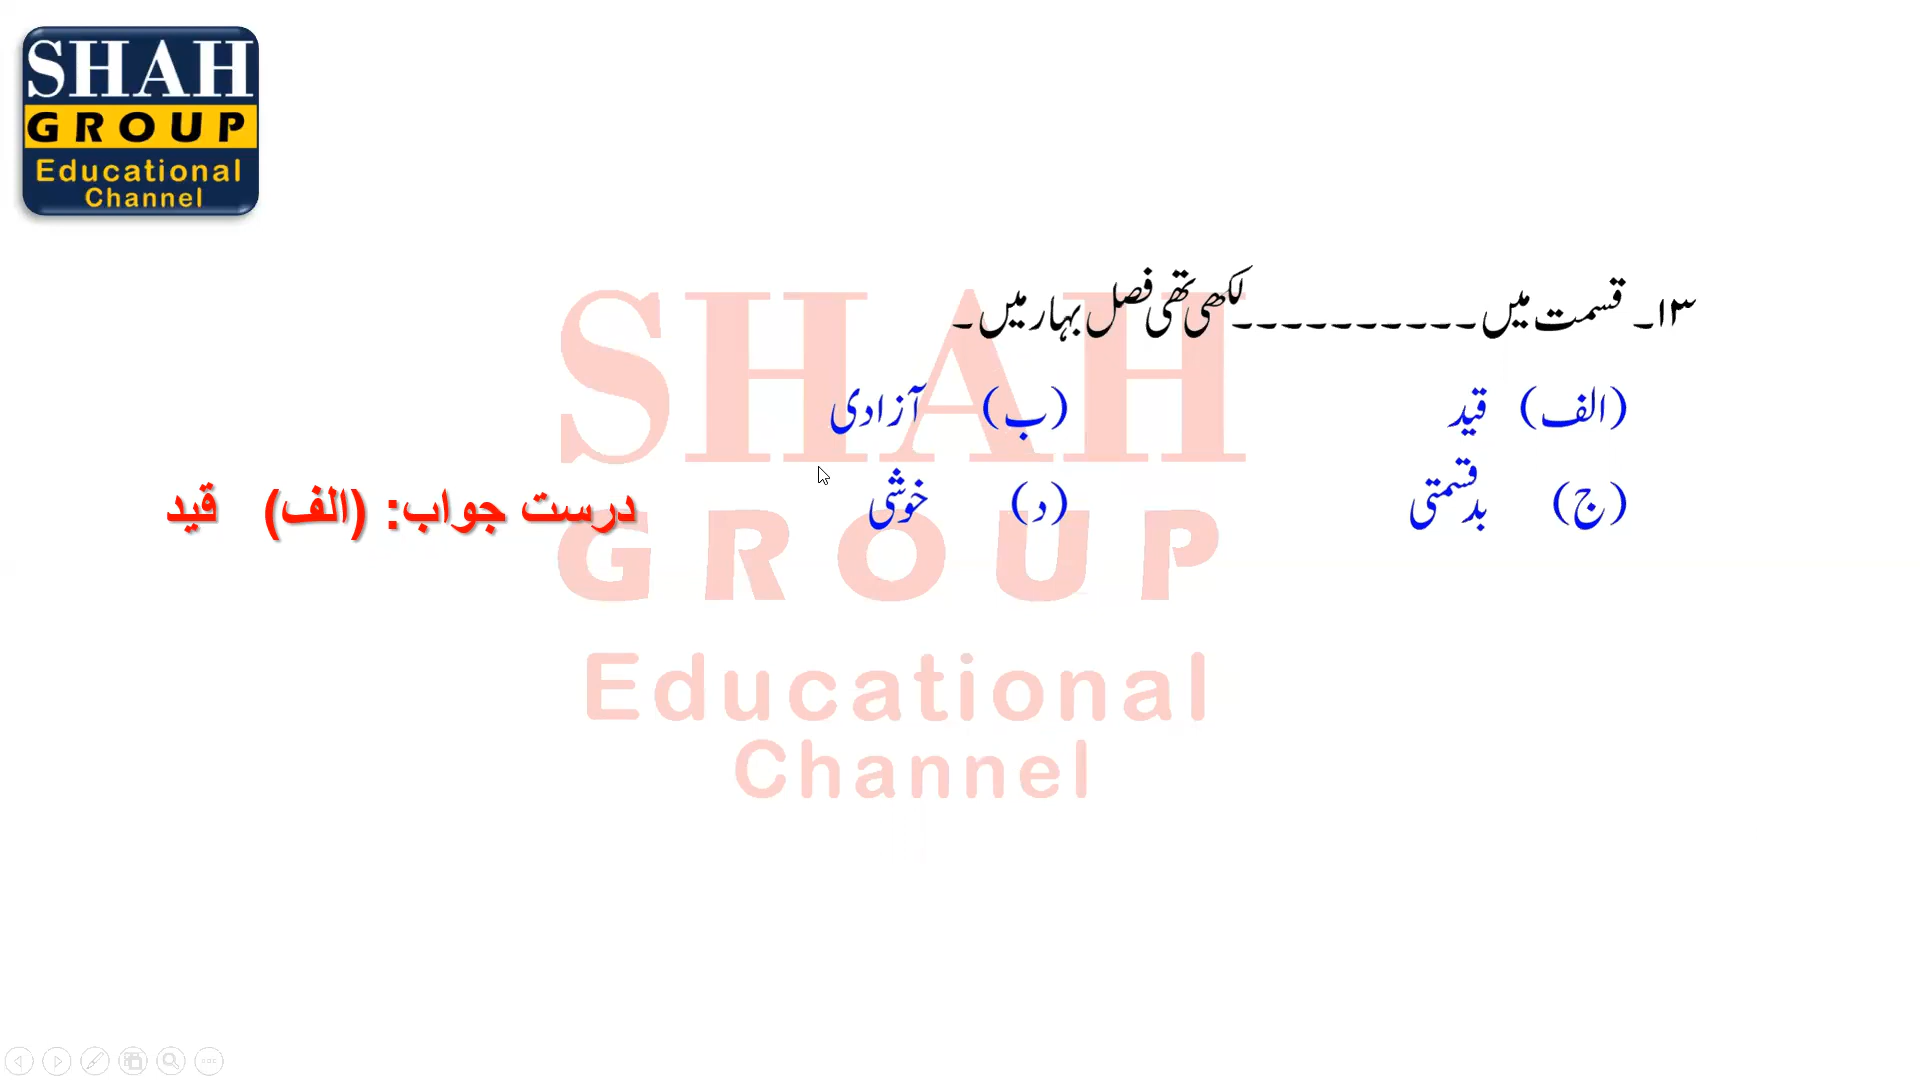 SHAH
GROUP
Educational
Channel
۱۳۔ قسمت میں ۔۔۔۔۔۔۔۔۔۔ لکھی تھی فصل بہار میں۔
(الف) قید (ب) آزادی
(ج) بدقسمتی (د) خوشی
درست جواب: (الف) قید
SHAH
GROUP
Educational
Channel